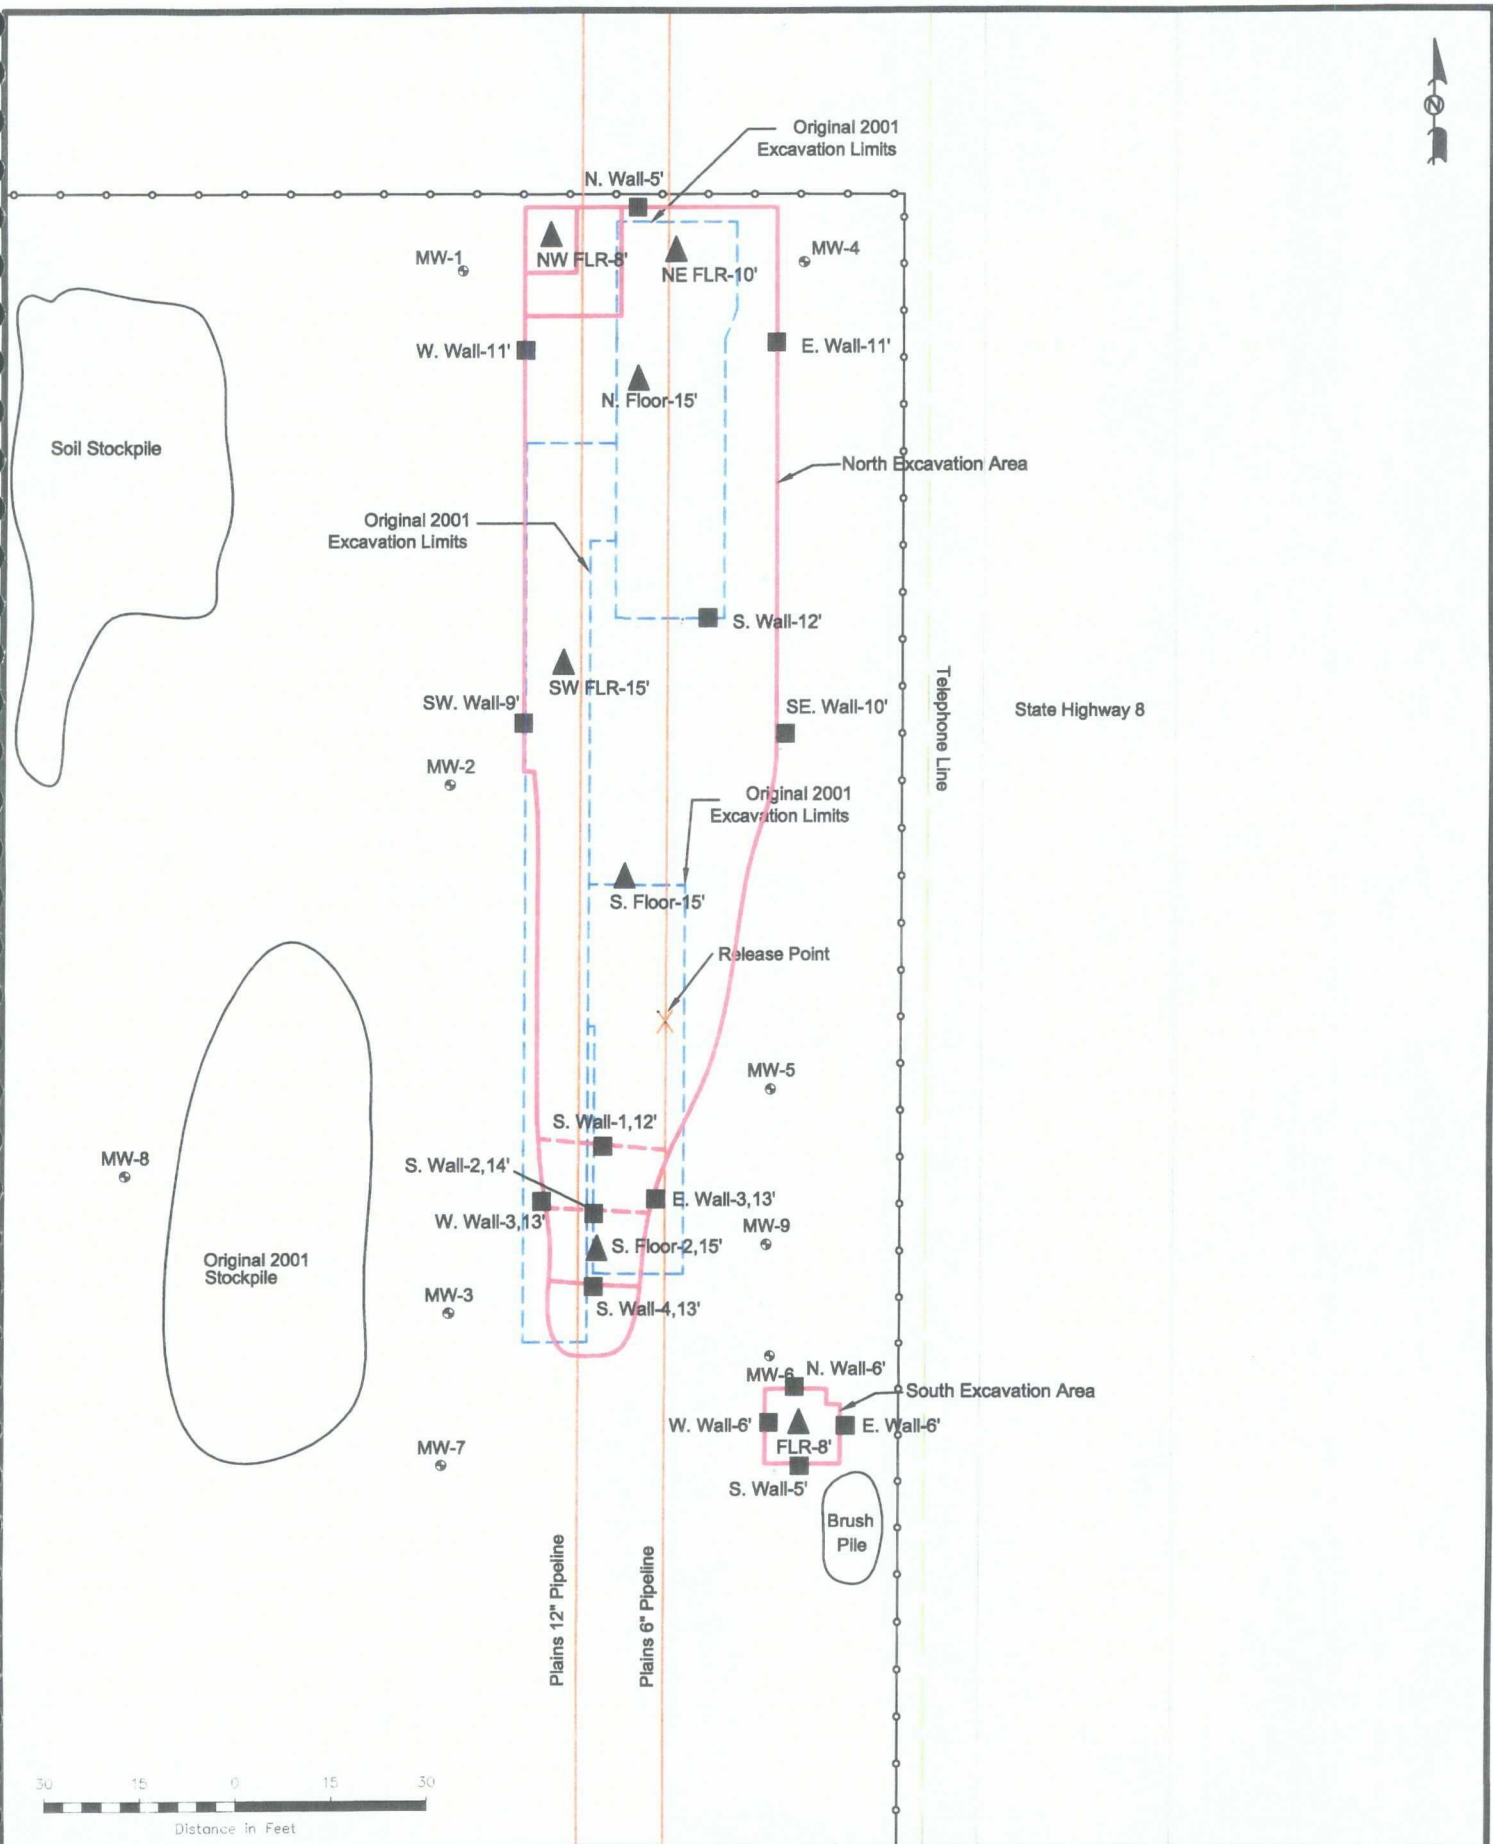 Original 2001
Excavation Limits
N
N. Wall-5'
MW-1
NW FLR-8'
NE FLR-10'
MW-4
W. Wall-11'
E. Wall-11'
N. Floor-15'
Soil Stockpile
North Excavation Area
Original 2001
Excavation Limits
S. Wall-12'
SW FLR-15'
SW. Wall-9'
SE. Wall-10'
Telephone Line
State Highway 8
MW-2
Original 2001
Excavation Limits
S. Floor-15'
Release Point
MW-5
S. Wall-1,12'
MW-8
S. Wall-2,14'
E. Wall-3,13'
W. Wall-3,13'
MW-9
S. Floor-2,15'
Original 2001
Stockpile
MW-3
S. Wall-4,13'
MW-6
N. Wall-6'
South Excavation Area
W. Wall-6'
E. Wall-6'
FLR-8'
MW-7
S. Wall-5'
Brush
Pile
Plains 12" Pipeline
Plains 6" Pipeline
30 15 0 15 30
Distance in Feet